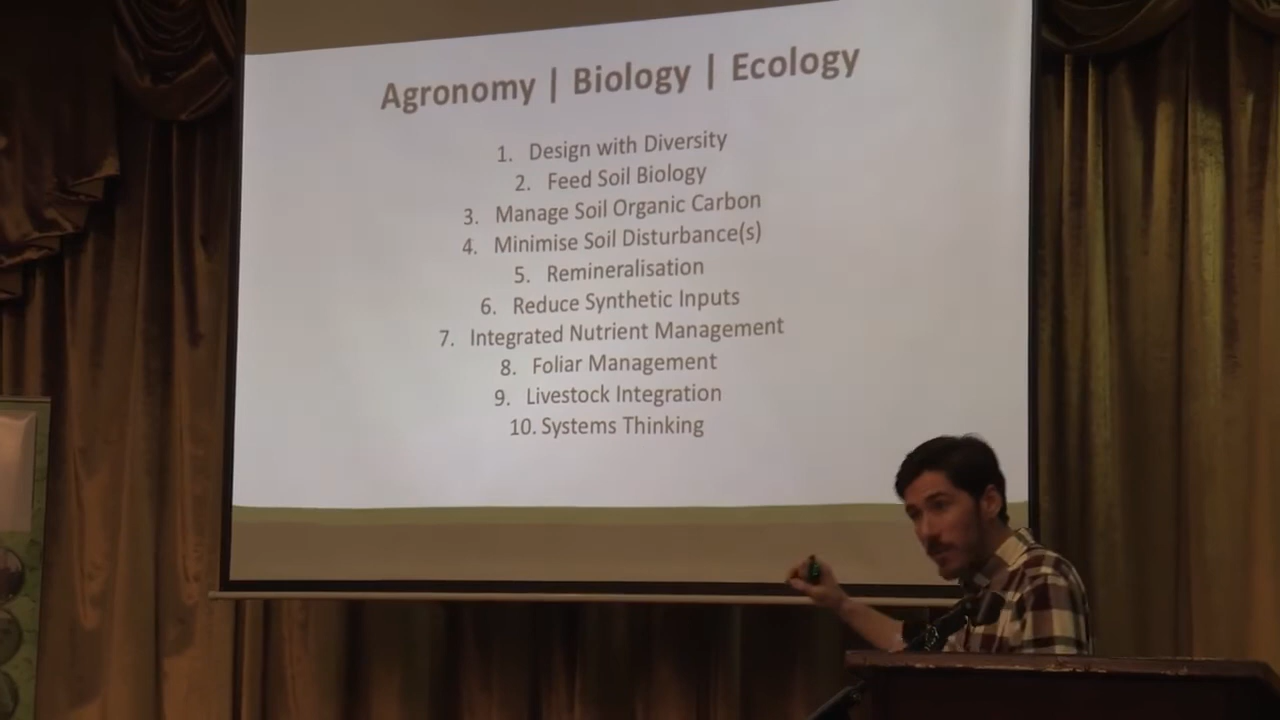 Agronomy | Biology | Ecology
1. Design with Diversity
2. Feed Soil Biology
3. Manage Soil Organic Carbon
4. Minimise Soil Disturbance(s)
5. Remineralisation
6. Reduce Synthetic Inputs
7. Integrated Nutrient Management
8. Foliar Management
9. Livestock Integration
10. Systems Thinking